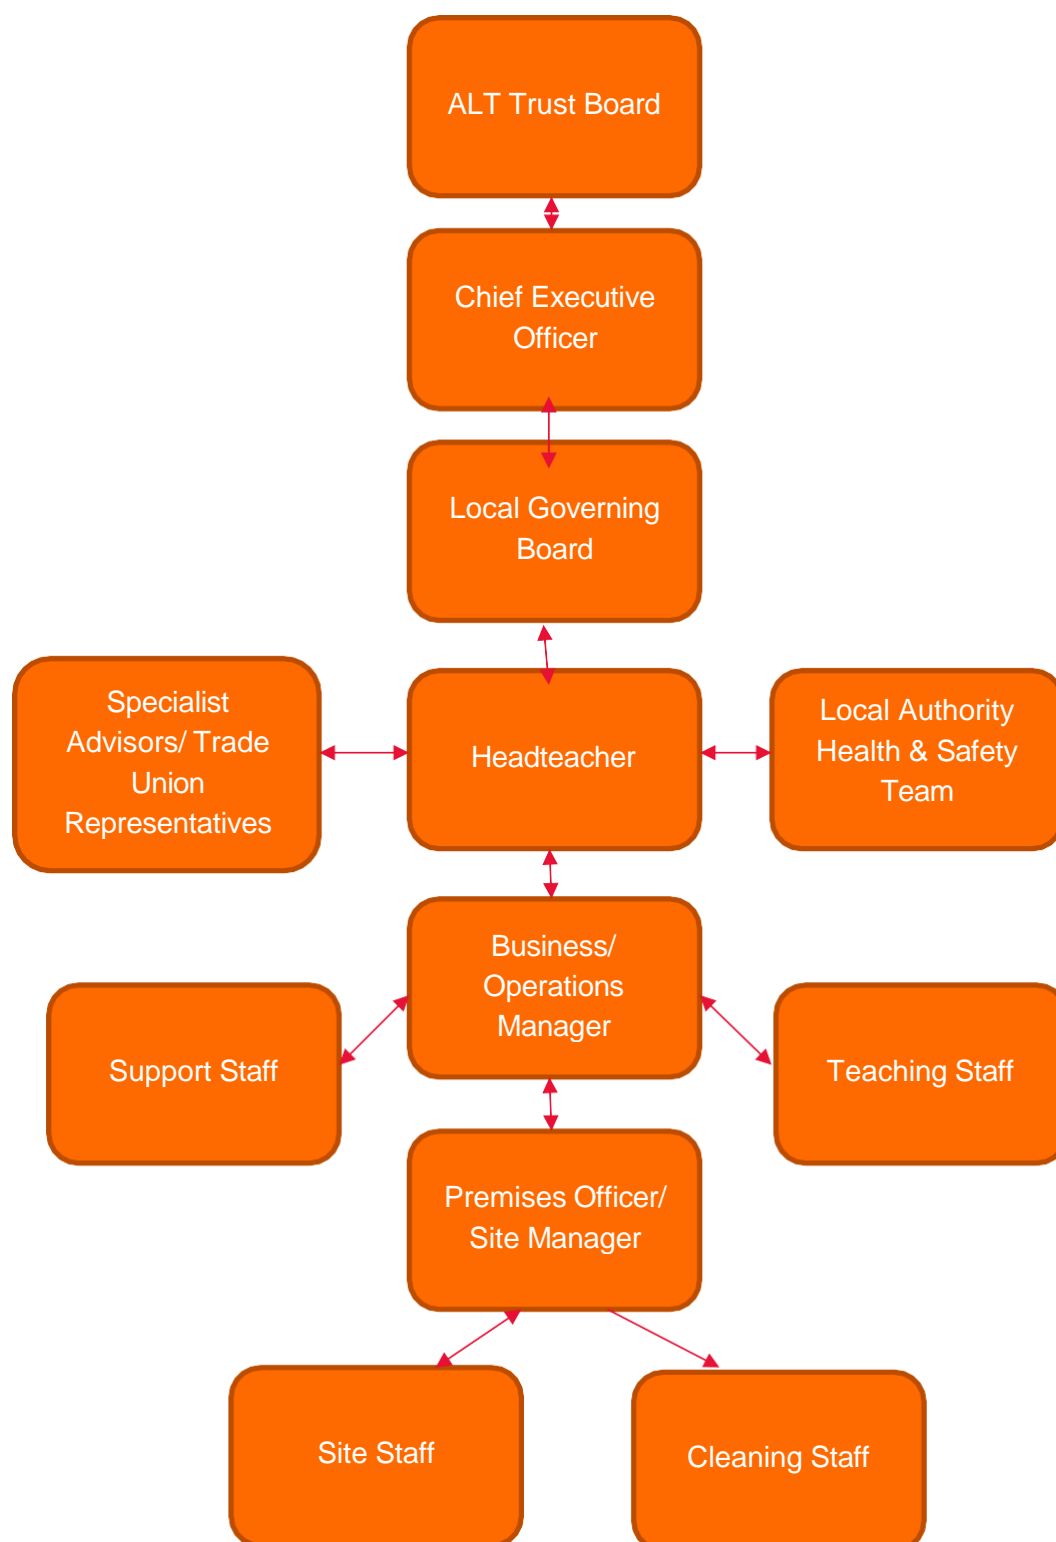 ALT Trust Board
Chief Executive
Officer
Local Governing
Board
Specialist
Advisors/ Trade
Union
Representatives
Headteacher
Local Authority
Health & Safety
Team
Business/
Operations
Manager
Support Staff
Teaching Staff
Premises Officer/
Site Manager
Site Staff
Cleaning Staff